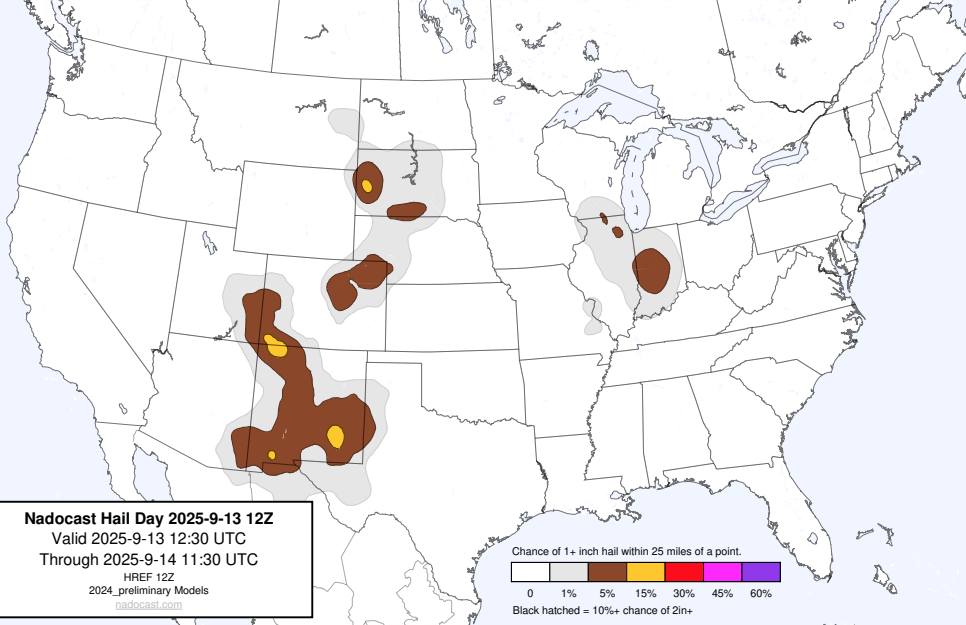 Nadocast Hail Day 2025-9-13 12Z
Valid 2025-9-13 12:30 UTC
Through 2025-9-14 11:30 UTC
HREF 12Z
2024_preliminary Models
nadocast.com
Chance of 1+ inch hail within 25 miles of a point.
0 1% 5% 15% 30% 45% 60%
Black hatched = 10%+ chance of 2in+